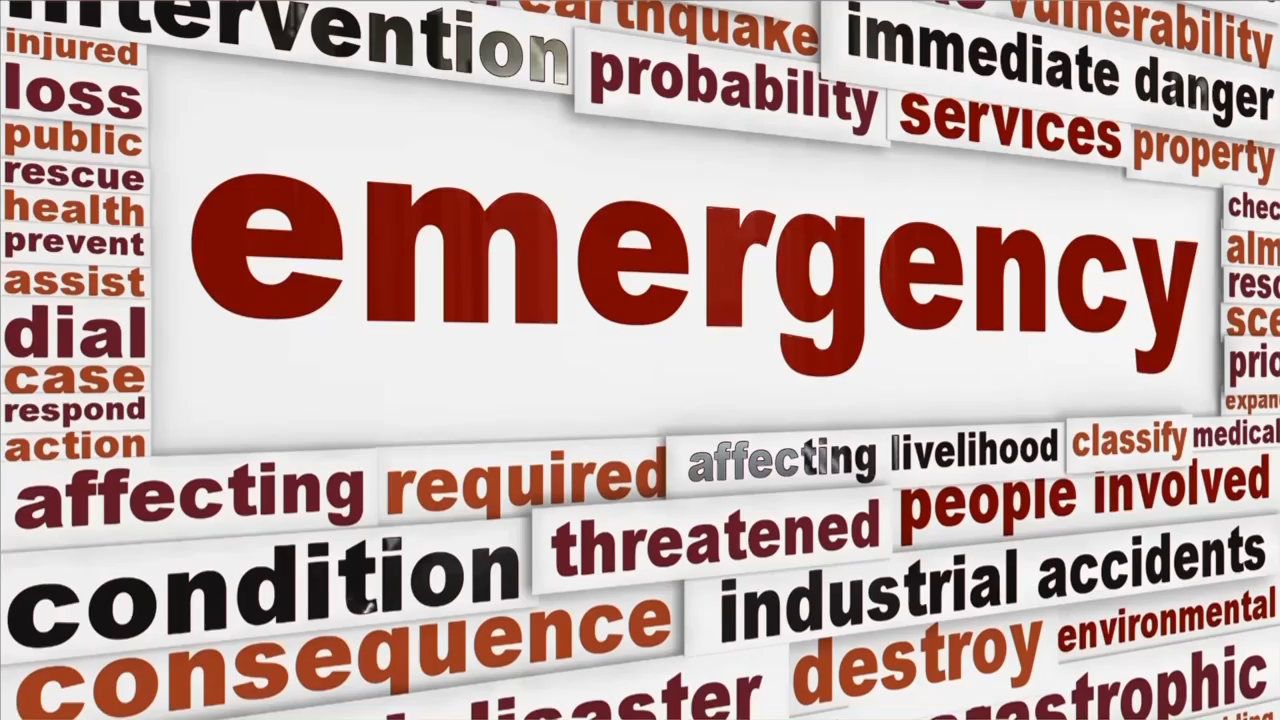 intervention
earthquake
vulnerability
immediate danger
probability
services
property
injured
loss
public
rescue
health
prevent
assist
dial
case
respond
action
emergency
affecting
required
affecting livelihood
classify
medical
condition
threatened
people involved
consequence
industrial accidents
destroy
environmental
disaster